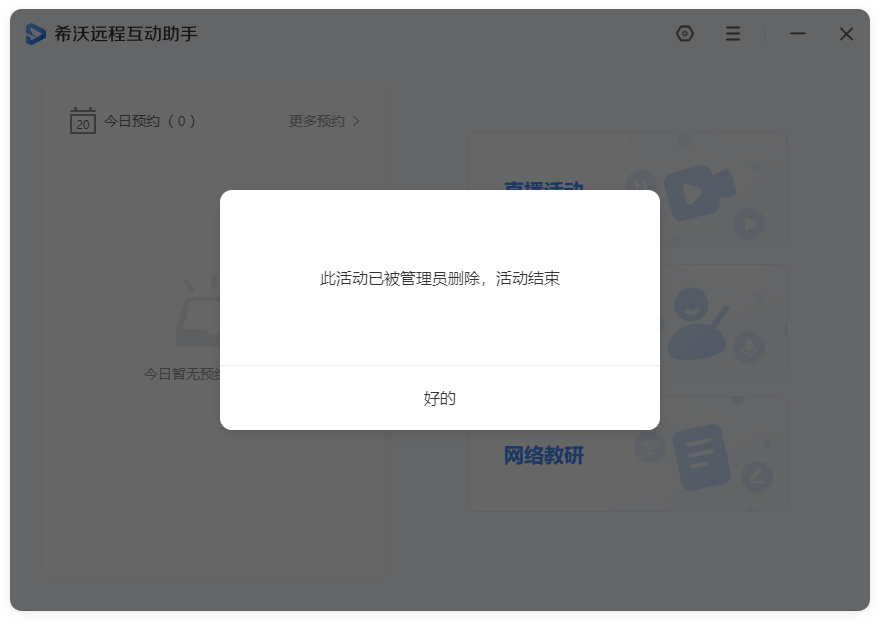 希沃远程互动助手
20
今日预约（0）
更多预约
直播活动
此活动已被管理员删除，活动结束
今日暂无预约
好的
网络教研